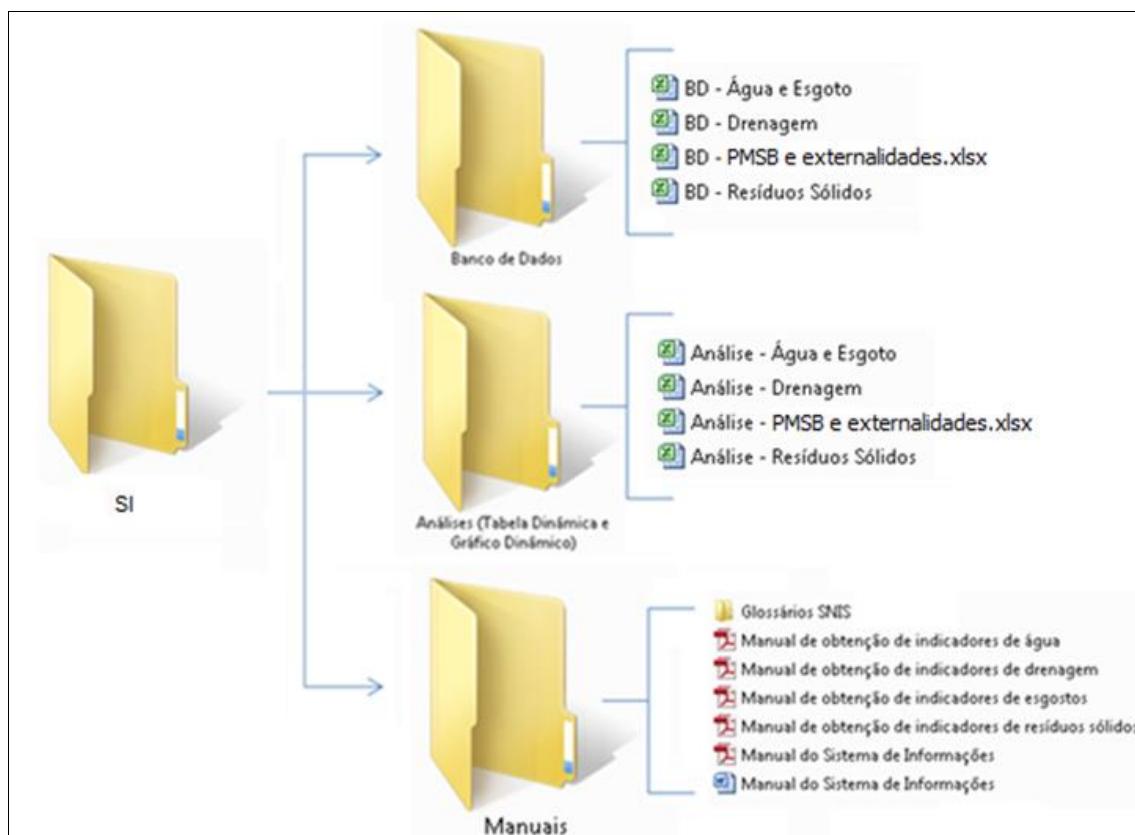 SI
Banco de Dados
BD - Água e Esgoto
BD - Drenagem
BD - PMSB e externalidades.xlsx
BD - Resíduos Sólidos
Análises (Tabela Dinámica e
Gráfico Dinámico)
Análise - Água e Esgoto
Análise - Drenagem
Análise - PMSB e externalidades.xlsx
Análise - Resíduos Sólidos
Manuais
Glossários SNIS
Manual de obtenção de indicadores de água
Manual de obtenção de indicadores de drenagem
Manual de obtenção de indicadores de esgostos
Manual de obtenção de indicadores de resíduos sólidos
Manual do Sistema de Informações
Manual do Sistema de Informações